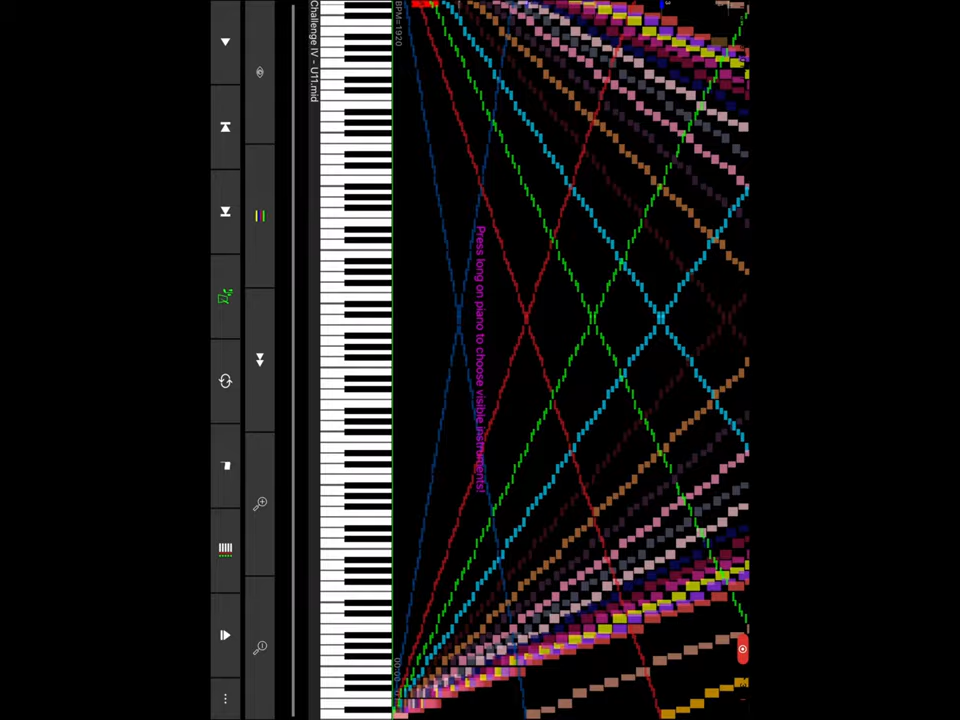 BPM=1920
Challenge IV - U11.mid
Press long on piano to choose visible instruments!